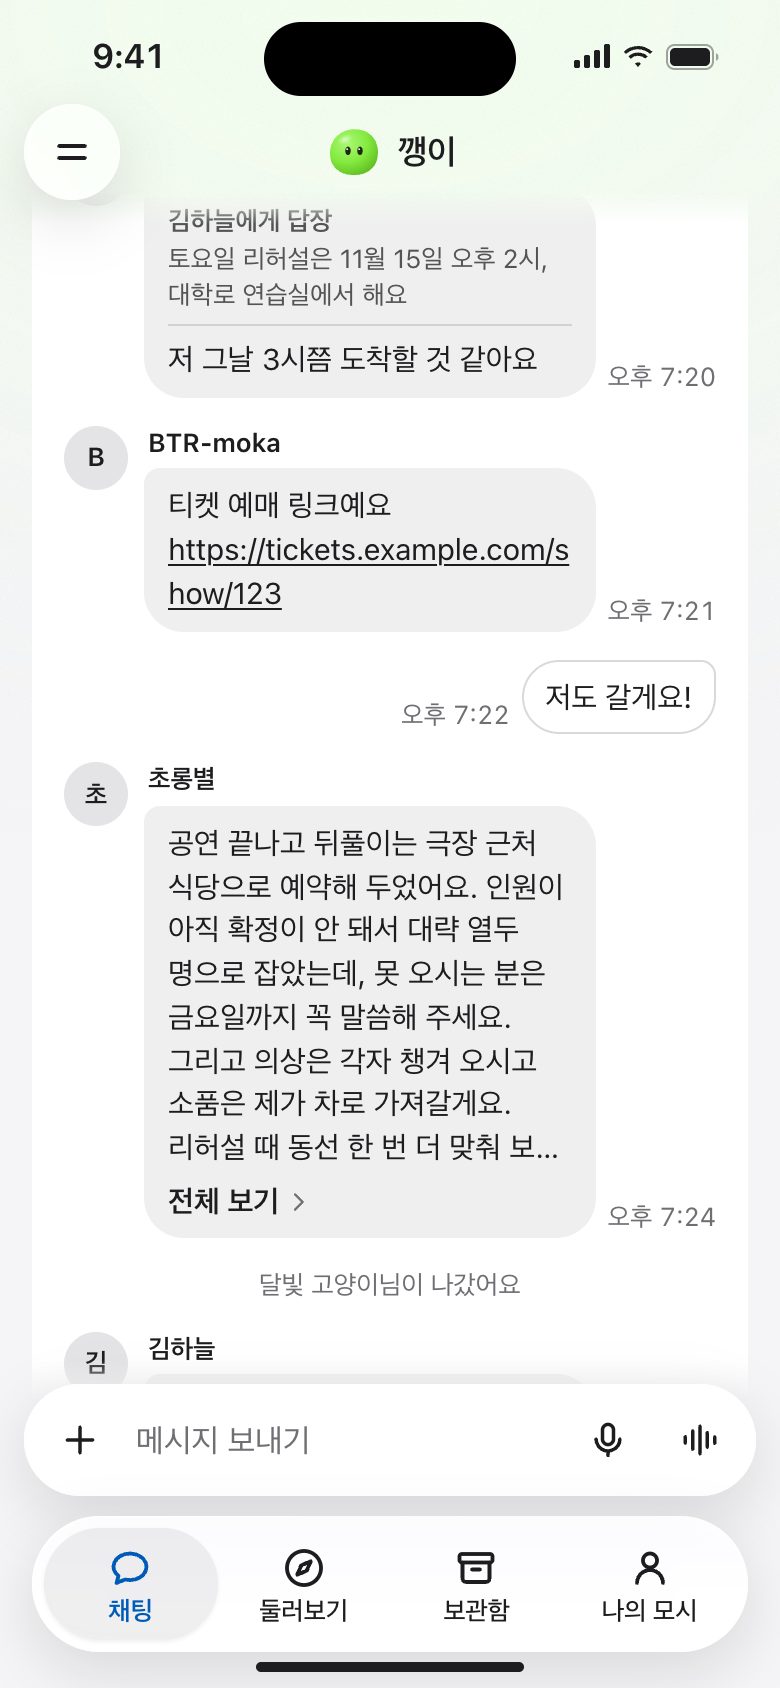 9:41
깽이
김하늘에게 답장
토요일 리허설은 11월 15일 오후 2시,
대학로 연습실에서 해요
저 그날 3시쯤 도착할 것 같아요
오후 7:20
B
BTR-moka
티켓 예매 링크예요
https://tickets.example.com/s
how/123
오후 7:21
저도 갈게요!
오후 7:22
초
초롱별
공연 끝나고 뒤풀이는 극장 근처
식당으로 예약해 두었어요. 인원이
아직 확정이 안 돼서 대략 열두
명으로 잡았는데, 못 오시는 분은
금요일까지 꼭 말씀해 주세요.
그리고 의상은 각자 챙겨 오시고
소품은 제가 차로 가져갈게요.
리허설 때 동선 한 번 더 맞춰 보...
전체 보기
오후 7:24
달빛 고양이님이 나갔어요
김
김하늘
메시지 보내기
채팅
둘러보기
보관함
나의 모시